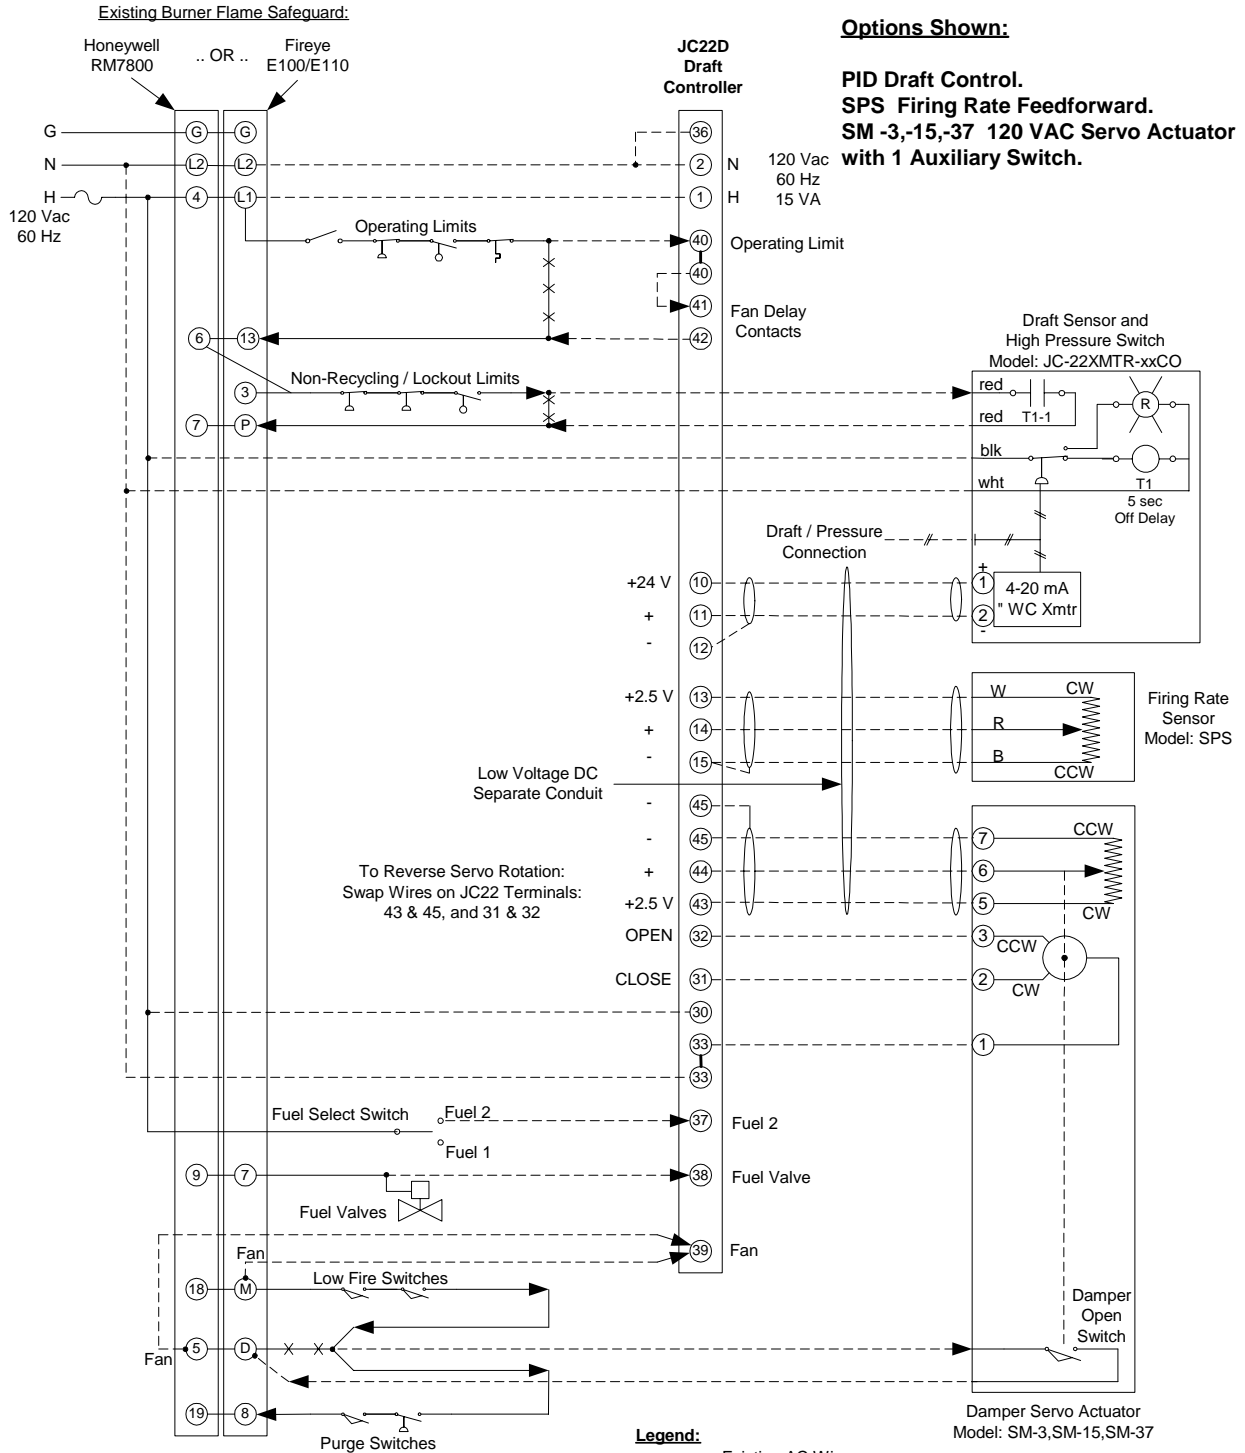 Existing Burner Flame Safeguard:
Honeywell
RM7800
.. OR ..
Fireye
E100/E110
JC22D
Draft
Controller
Options Shown:
PID Draft Control.
SPS Firing Rate Feedforward.
SM -3,-15,-37 120 VAC Servo Actuator
with 1 Auxiliary Switch.
G
G
G
36
N
L2
L2
2
N
120 Vac
60 Hz
15 VA
H
4
L1
1
H
120 Vac
60 Hz
Operating Limits
40
Operating Limit
40
41
Fan Delay
Contacts
6
13
42
Draft Sensor and
High Pressure Switch
Model: JC-22XMTR-xxCO
3
Non-Recycling / Lockout Limits
red
T1-1
R
7
P
red
blk
wht
T1
5 sec
Off Delay
Draft / Pressure
Connection
+24 V
10
+
1
4-20 mA
" WC Xmtr
+
11
2
-
-
12
+2.5 V
13
W
CW
Firing Rate
Sensor
Model: SPS
+
14
R
-
15
B
CCW
Low Voltage DC
Separate Conduit
-
45
-
45
7
CCW
To Reverse Servo Rotation:
Swap Wires on JC22 Terminals:
43 & 45, and 31 & 32
+
44
6
+2.5 V
43
5
CW
OPEN
32
3
CCW
CLOSE
31
2
CW
30
33
1
33
Fuel Select Switch
Fuel 2
37
Fuel 2
Fuel 1
9
7
38
Fuel Valve
Fuel Valves
39
Fan
Fan
18
M
Low Fire Switches
Damper
Open
Switch
Fan
5
D
19
8
Purge Switches
Damper Servo Actuator
Model: SM-3,SM-15,SM-37
Legend: